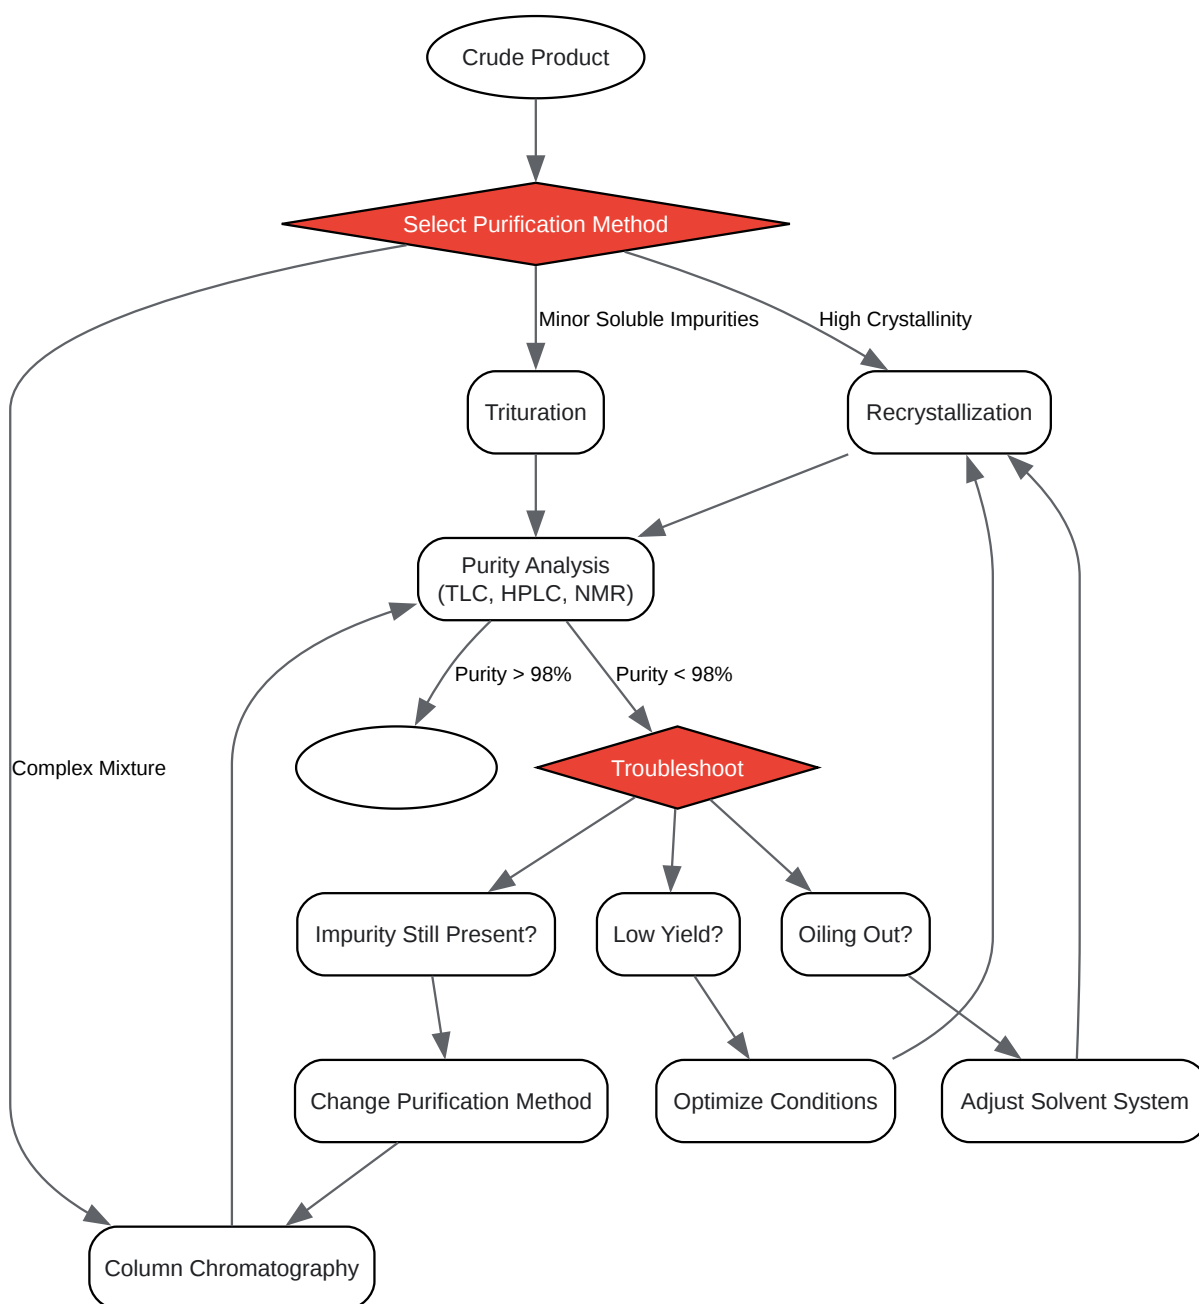 Crude Product
Select Purification Method
Minor Soluble Impurities
High Crystallinity
Trituration
Recrystallization
Purity Analysis
(TLC, HPLC, NMR)
Purity > 98%
Purity < 98%
Complex Mixture
Troubleshoot
Impurity Still Present?
Low Yield?
Oiling Out?
Change Purification Method
Optimize Conditions
Adjust Solvent System
Column Chromatography